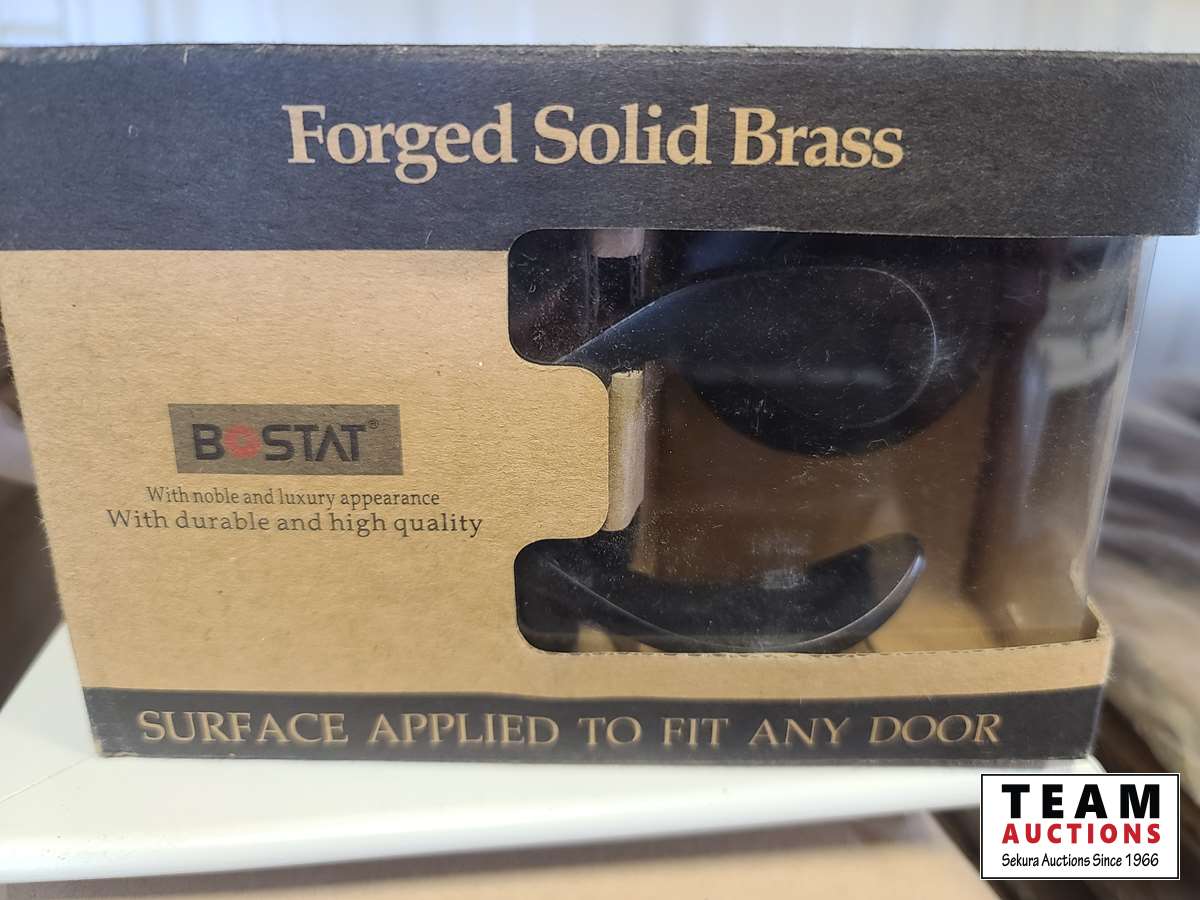 Forged Solid Brass
BOSTAT®
With noble and luxury appearance
With durable and high quality
SURFACE APPLIED TO FIT ANY DOOR
TEAM
AUCTIONS
Sekura Auctions Since 1966